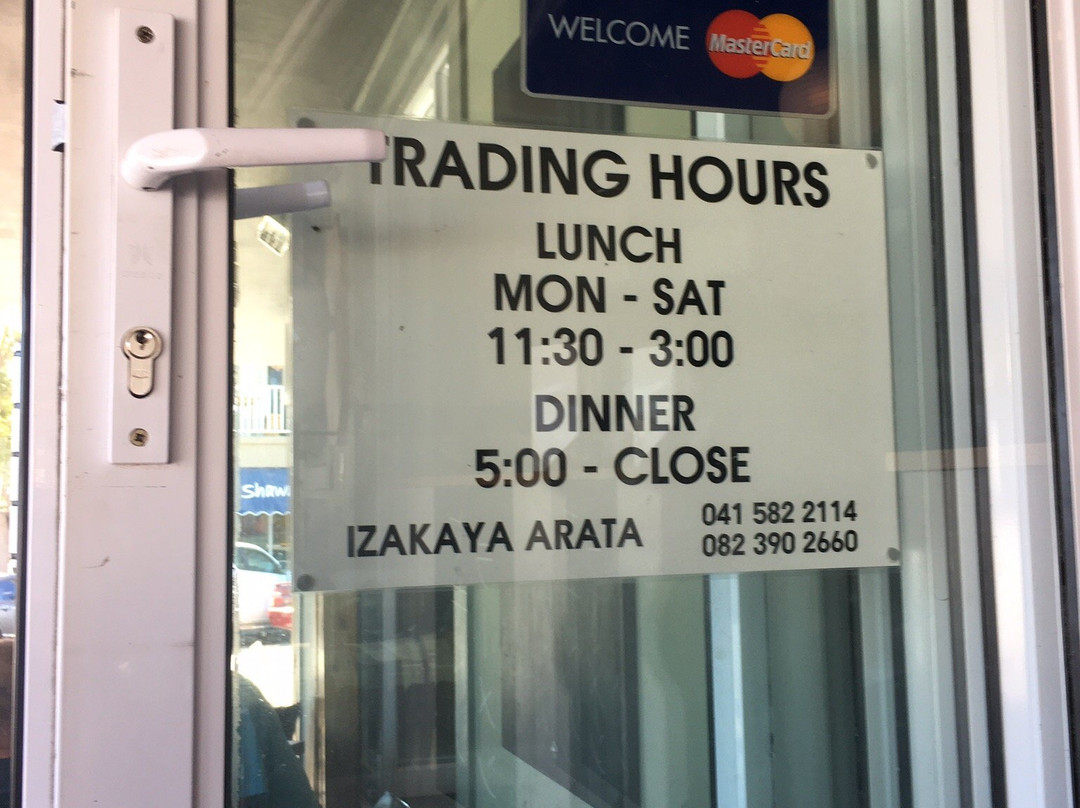 WELCOME MasterCard
TRADING HOURS
LUNCH
MON - SAT
11:30 - 3:00
DINNER
5:00 - CLOSE
IZAKAYA ARATA
041 582 2114
082 390 2660